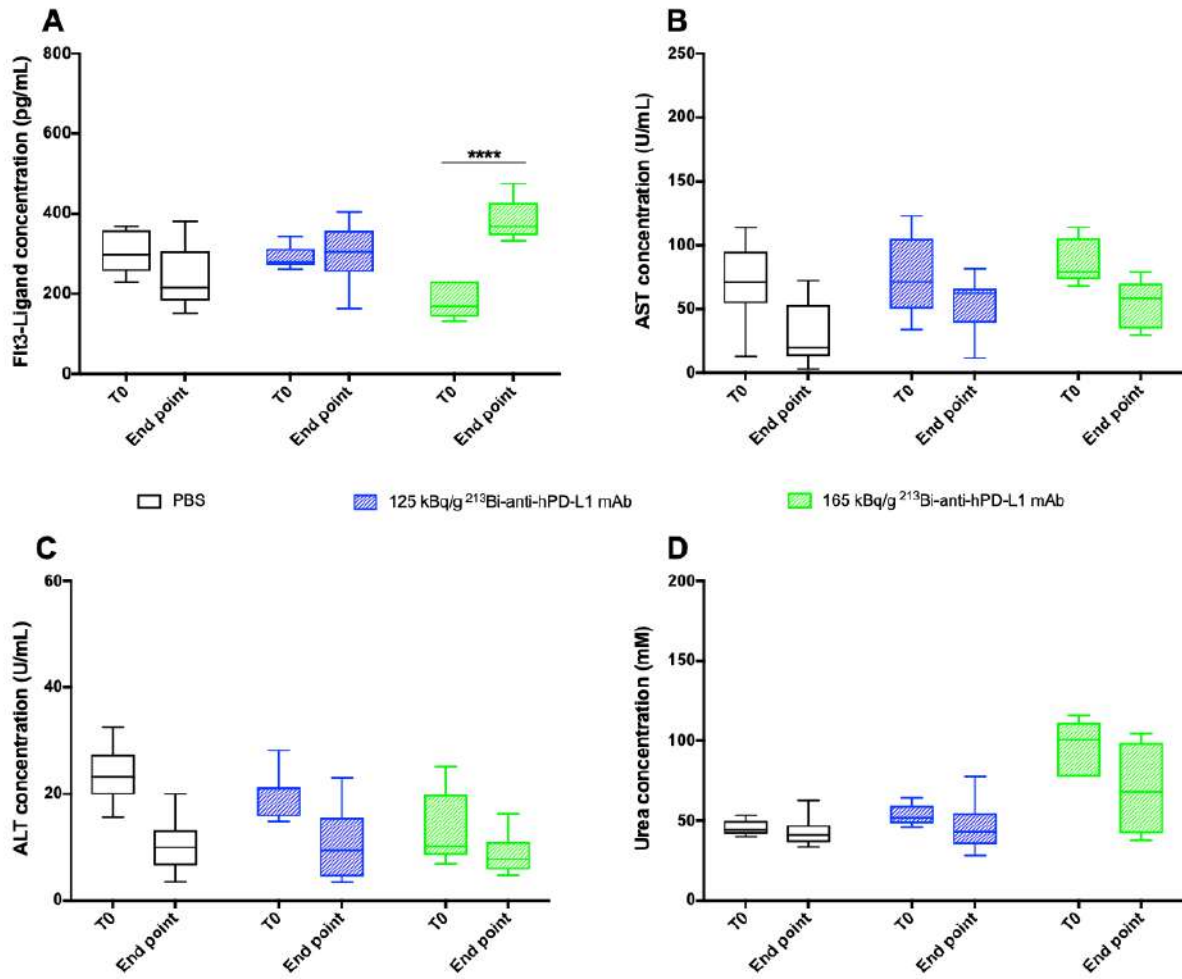 A
Flt3-Ligand concentration (pg/mL)
800
600
400
200
0
****
T0
End point
T0
End point
T0
End point
B
AST concentration (U/mL)
250
200
150
100
50
0
T0
End point
T0
End point
T0
End point
PBS
125 kBq/g ²¹³Bi-anti-hPD-L1 mAb
165 kBq/g ²¹³Bi-anti-hPD-L1 mAb
C
ALT concentration (U/mL)
60
40
20
0
T0
End point
T0
End point
T0
End point
D
Urea concentration (mM)
200
150
100
50
0
T0
End point
T0
End point
T0
End point